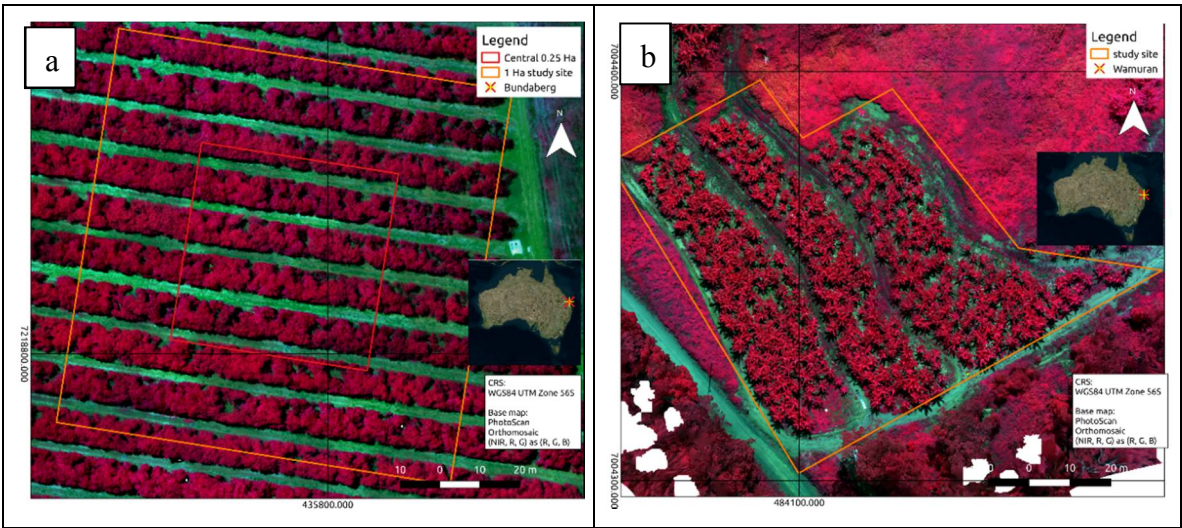 a
Legend
Central 0.25 Ha
1 Ha study site
Bundaberg
N
7218800.000
CRS:
WGS84 UTM Zone 56S
Base map:
PhotoScan
Orthomosaic
(NIR, R, G) as (R, G, B)
10 0 10 20 m
435800.000
b
Legend
study site
Wamuran
N
7004400.000
CRS:
WGS84 UTM Zone 56S
Base map:
PhotoScan
Orthomosaic
(NIR, R, G) as (R, G, B)
0 10 20 m
7004300.000
484100.000